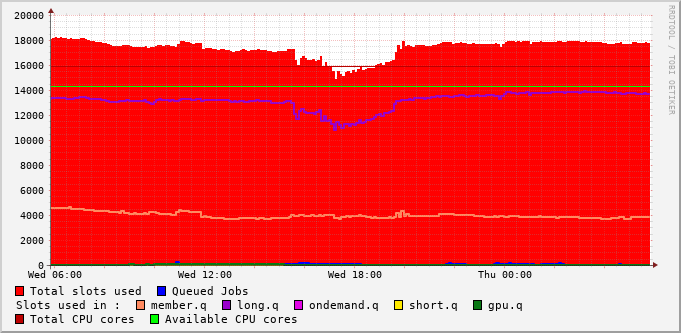 20000
18000
16000
14000
12000
10000
8000
6000
4000
2000
0
Wed 06:00 Wed 12:00 Wed 18:00 Thu 00:00
RRDTOOL / TOBI OETIKER
Total slots used Queued Jobs
Slots used in : member.q long.q ondemand.q short.q gpu.q
Total CPU cores Available CPU cores